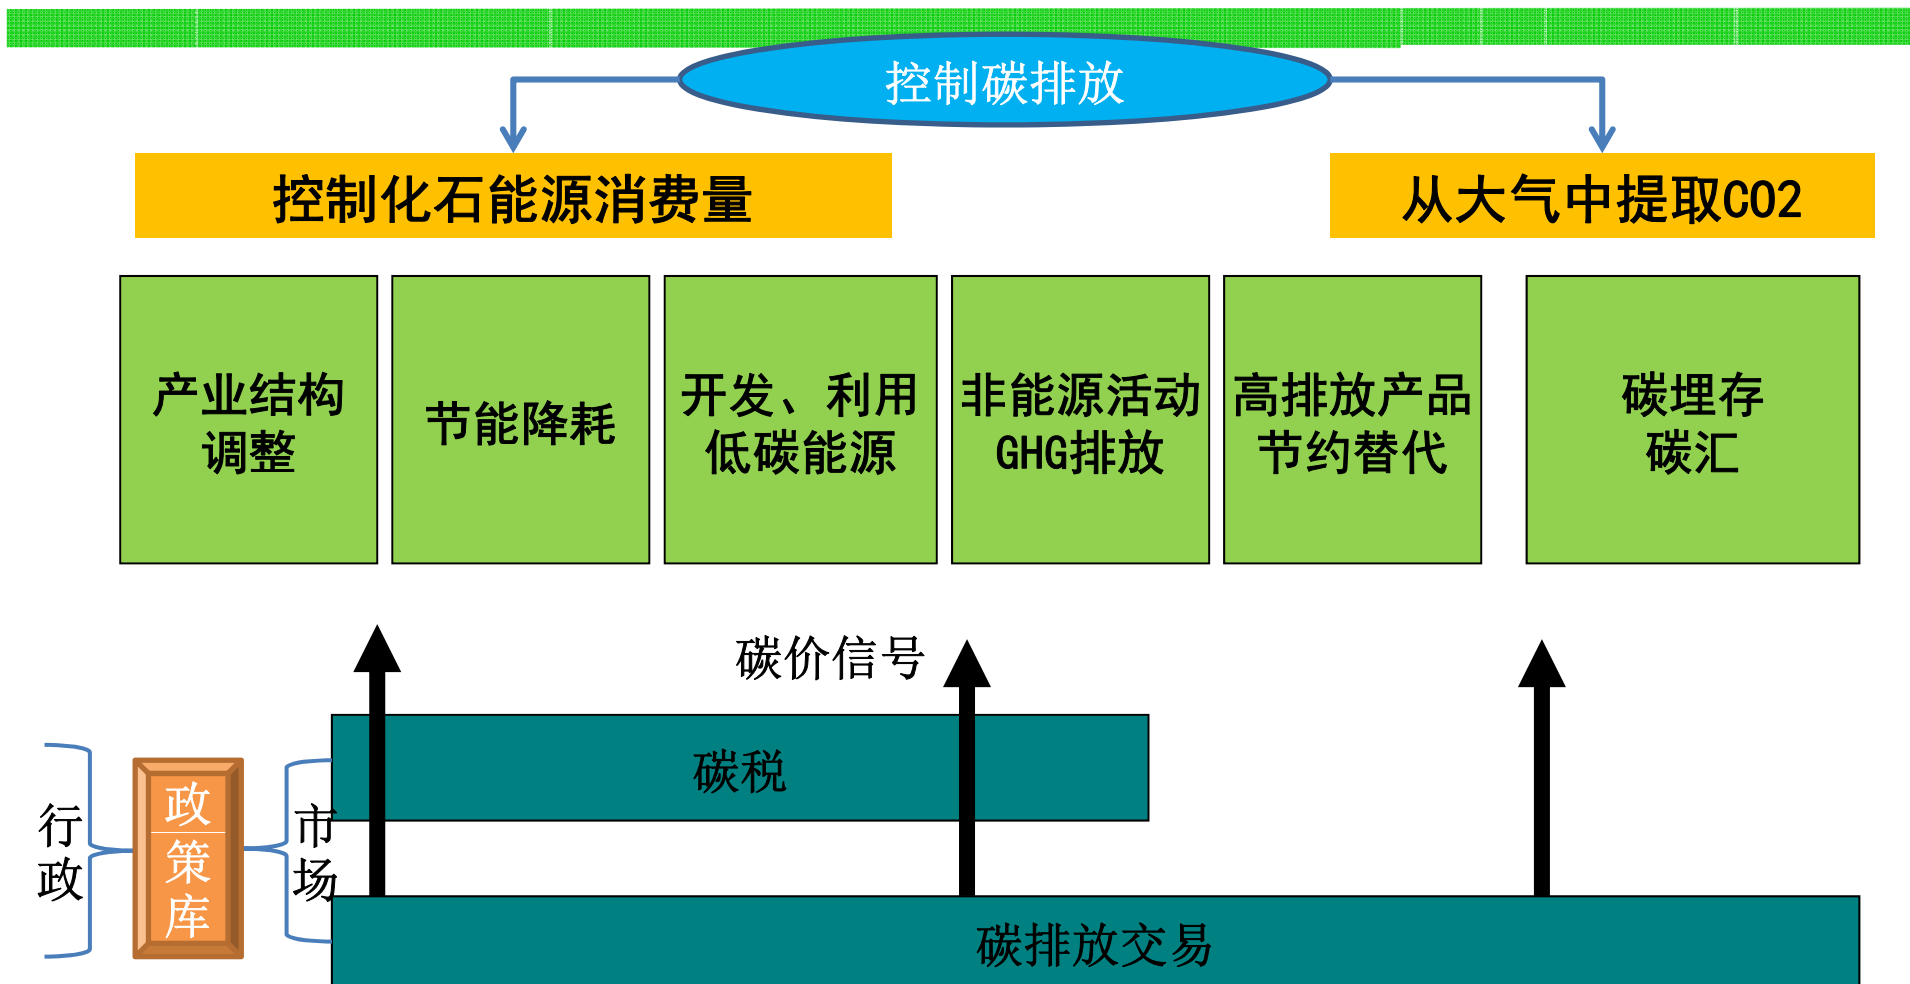 控制碳排放
控制化石能源消费量
从大气中提取CO2
产业结构
调整
节能降耗
开发、利用
低碳能源
非能源活动
GHG排放
高排放产品
节约替代
碳埋存
碳汇
碳价信号
碳税
行政
政策库
市场
碳排放交易